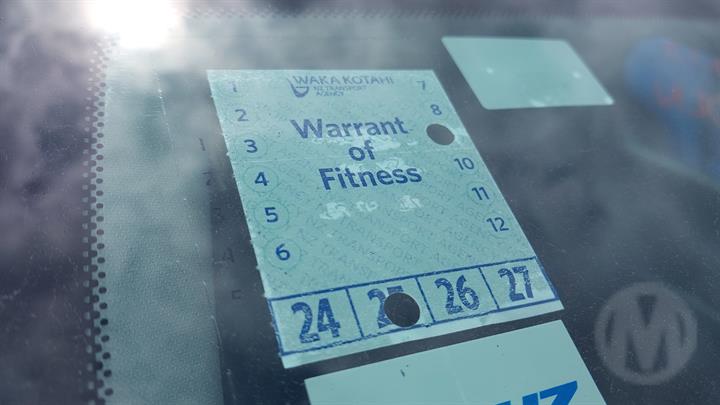 WAKA KOTAHI
NZ TRANSPORT
AGENCY
1 7
2 8
Warrant
of
Fitness
3
4 10
5 11
6 12
24 25 26 27
M